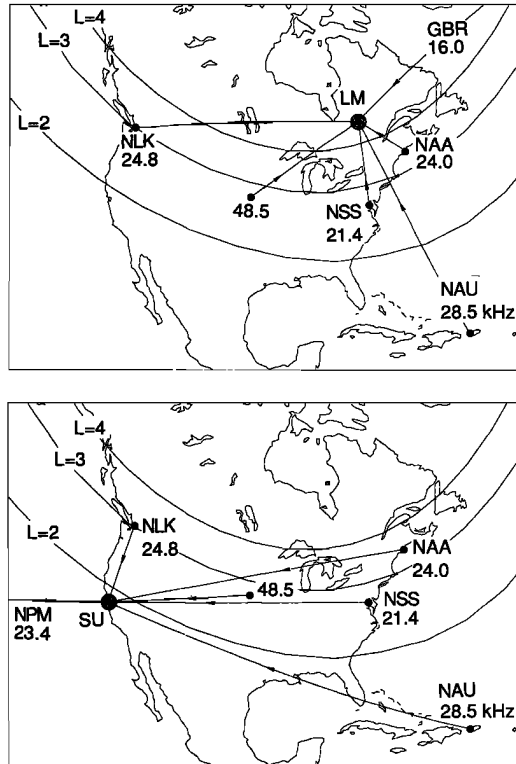 L=4
L=3
L=2
GBR
16.0
LM
NLK
24.8
NAA
24.0
48.5
NSS
21.4
NAU
28.5 kHz
L=4
L=3
L=2
NLK
24.8
NAA
24.0
48.5
NPM
23.4
SU
NSS
21.4
NAU
28.5 kHz